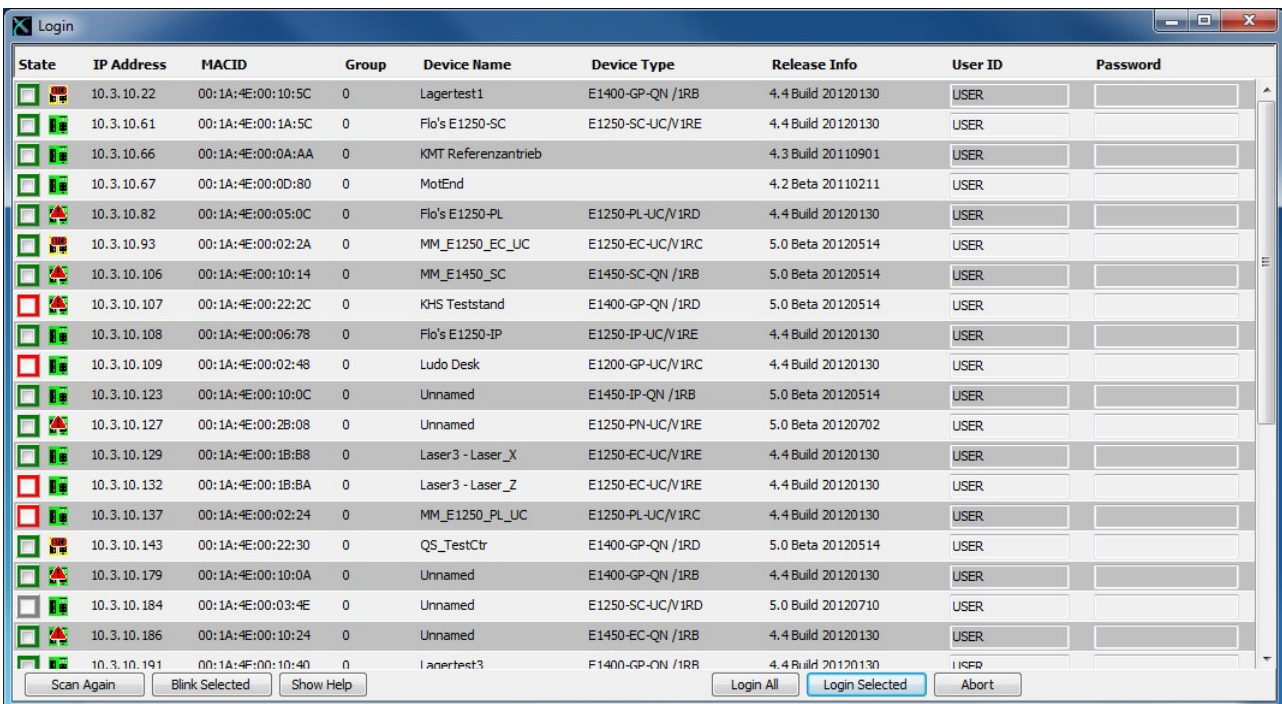 Login
State IP Address MACID Group Device Name Device Type Release Info User ID Password
10.3.10.22 00:1A:4E:00:10:5C 0 Lagertest1 E1400-GP-QN /1RB 4.4 Build 20120130 USER
10.3.10.61 00:1A:4E:00:1A:5C 0 Flo's E1250-SC E1250-SC-UC/V1RE 4.4 Build 20120130 USER
10.3.10.66 00:1A:4E:00:0A:AA 0 KMT Referenzantrieb 4.3 Build 20110901 USER
10.3.10.67 00:1A:4E:00:0D:80 0 MotEnd 4.2 Beta 20110211 USER
10.3.10.82 00:1A:4E:00:05:0C 0 Flo's E1250-PL E1250-PL-UC/V1RD 4.4 Build 20120130 USER
10.3.10.93 00:1A:4E:00:02:2A 0 MM_E1250_EC_UC E1250-EC-UC/V1RC 5.0 Beta 20120514 USER
10.3.10.106 00:1A:4E:00:10:14 0 MM_E1450_SC E1450-SC-QN /1RB 5.0 Beta 20120514 USER
10.3.10.107 00:1A:4E:00:22:2C 0 KHS Teststand E1400-GP-QN /1RD 5.0 Beta 20120514 USER
10.3.10.108 00:1A:4E:00:06:78 0 Flo's E1250-IP E1250-IP-UC/V1RE 4.4 Build 20120130 USER
10.3.10.109 00:1A:4E:00:02:48 0 Ludo Desk E1200-GP-UC/V1RC 4.4 Build 20120130 USER
10.3.10.123 00:1A:4E:00:10:0C 0 Unnamed E1450-IP-QN /1RB 5.0 Beta 20120514 USER
10.3.10.127 00:1A:4E:00:2B:08 0 Unnamed E1250-PN-UC/V1RE 5.0 Beta 20120702 USER
10.3.10.129 00:1A:4E:00:1B:B8 0 Laser3 - Laser_X E1250-EC-UC/V1RE 4.4 Build 20120130 USER
10.3.10.132 00:1A:4E:00:1B:BA 0 Laser3 - Laser_Z E1250-EC-UC/V1RE 4.4 Build 20120130 USER
10.3.10.137 00:1A:4E:00:02:24 0 MM_E1250_PL_UC E1250-PL-UC/V1RC 4.4 Build 20120130 USER
10.3.10.143 00:1A:4E:00:22:30 0 QS_TestCtr E1400-GP-QN /1RD 5.0 Beta 20120514 USER
10.3.10.179 00:1A:4E:00:10:0A 0 Unnamed E1400-GP-QN /1RB 4.4 Build 20120130 USER
10.3.10.184 00:1A:4E:00:03:4E 0 Unnamed E1250-SC-UC/V1RD 5.0 Build 20120710 USER
10.3.10.186 00:1A:4E:00:10:24 0 Unnamed E1450-EC-QN /1RB 4.4 Build 20120130 USER
10.3.10.191 00:1A:4E:00:10:40 0 Lagertest3 E1400-GP-QN /1RB 4.4 Build 20120130 USER
Scan Again Blink Selected Show Help Login All Login Selected Abort